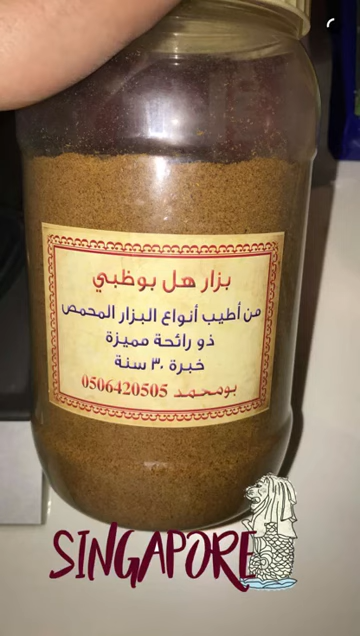 بزار هل بوظبي
من أطيب أنواع البزار المحمص
ذو رائحة مميزة
خبرة ٣٠ سنة
بومحمد 0506420505
SINGAPORE